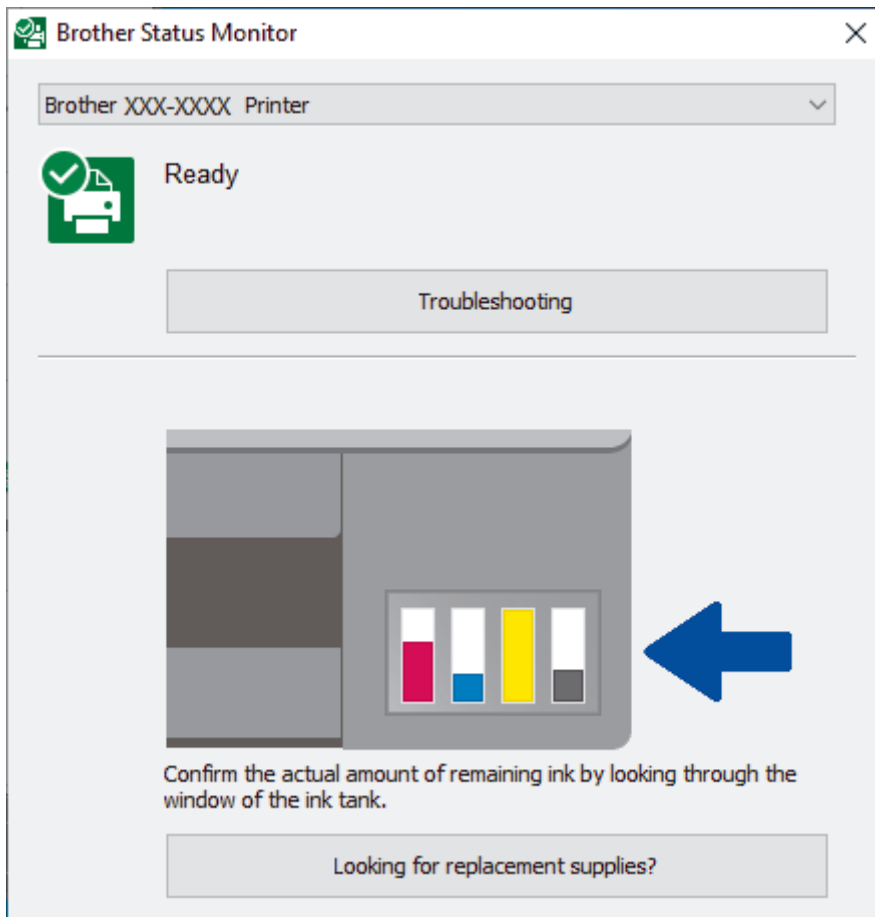 Brother Status Monitor
Brother XXX-XXXX Printer
Ready
Troubleshooting
Confirm the actual amount of remaining ink by looking through the
window of the ink tank.
Looking for replacement supplies?